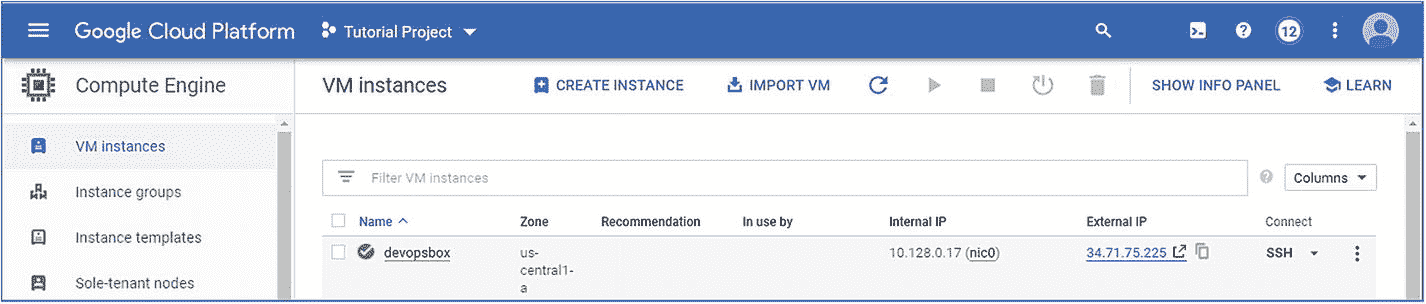 Google Cloud Platform Tutorial Project 12
Compute Engine VM instances CREATE INSTANCE IMPORT VM SHOW INFO PANEL LEARN
VM instances
Filter VM instances Columns
Instance groups
Instance templates
Name Zone Recommendation In use by Internal IP External IP Connect
devopsbox us- 10.128.0.17 (nic0) 34.71.75.225 SSH
central1-
a
Sole-tenant nodes